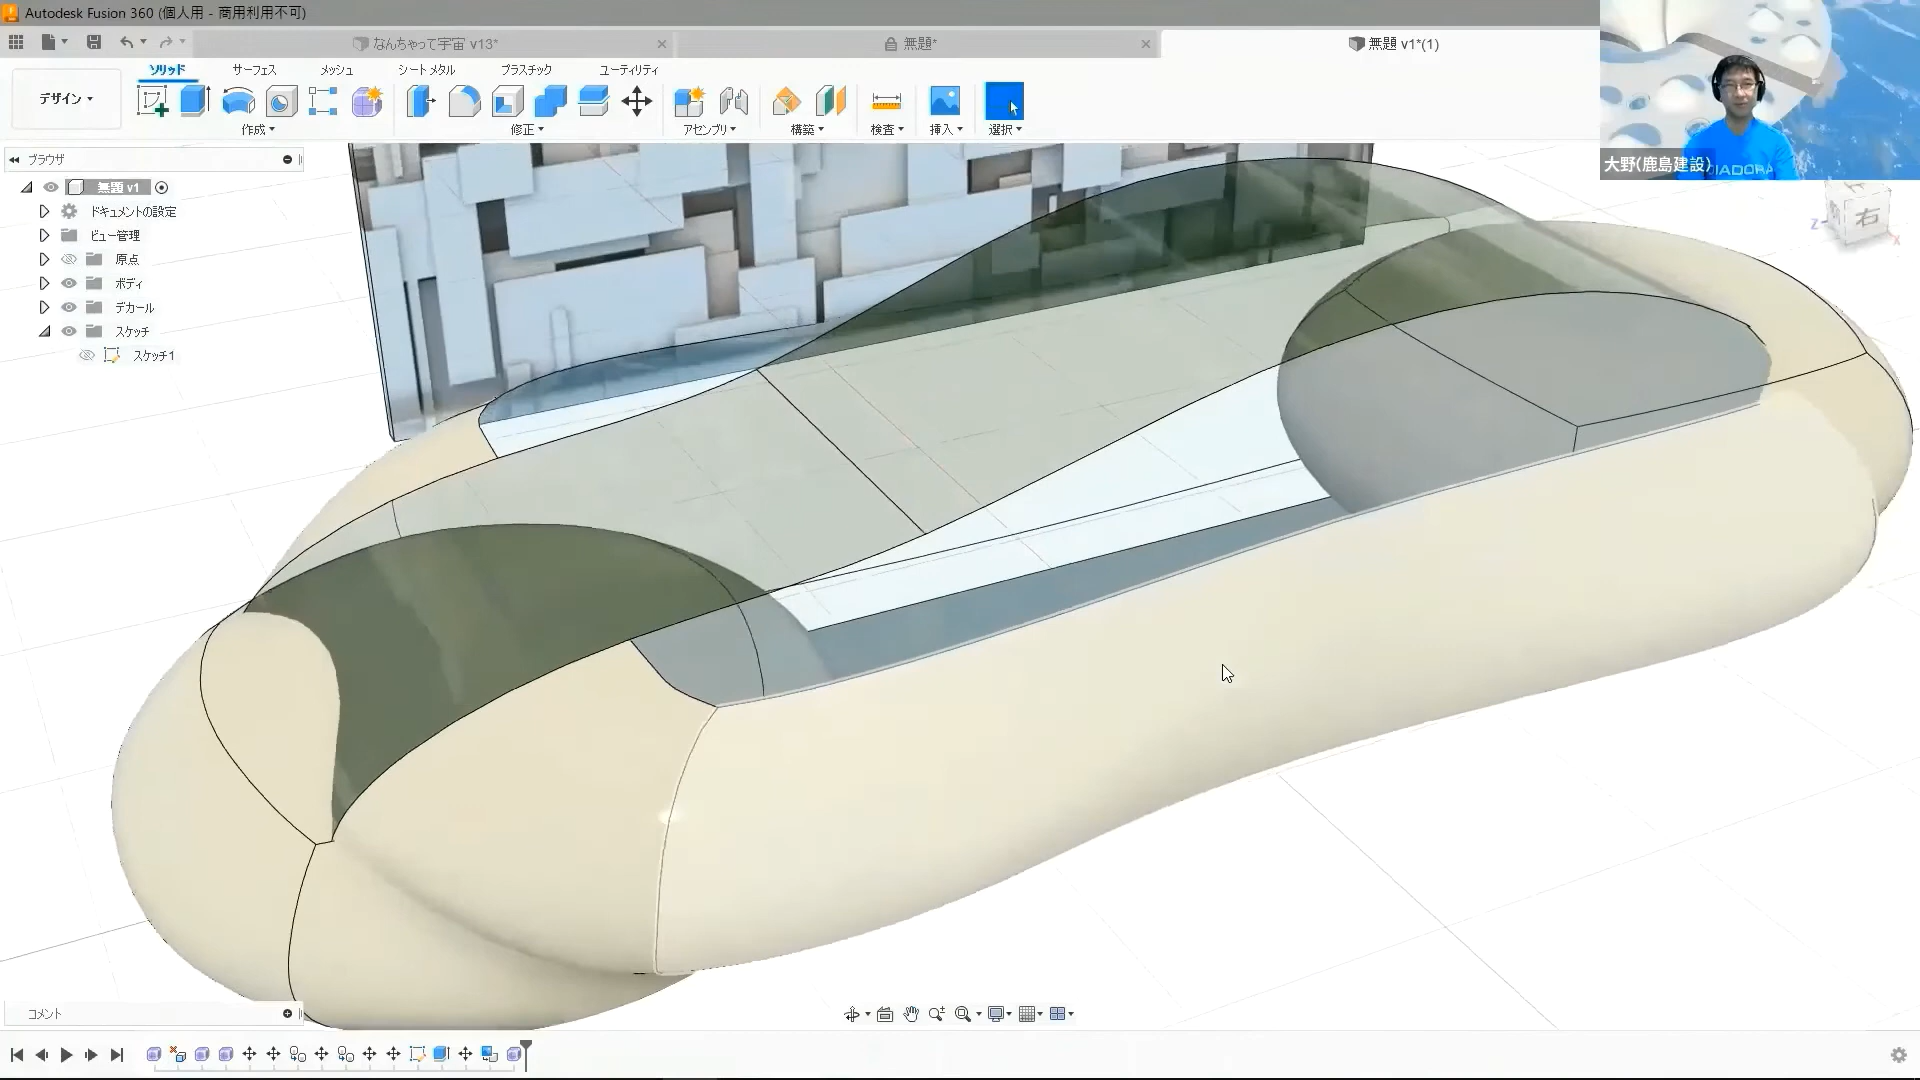 Autodesk Fusion 360 (個人用 - 商用利用不可)
なんちゃって宇宙 v13*
無題*
無題 v1*(1)
デザイン
ソリッド
サーフェス
メッシュ
シート メタル
プラスチック
ユーティリティ
作成
修正
アセンブリ
構築
検査
挿入
選択
大野(鹿島建設)
DIADORA
ブラウザ
無題 v1
ドキュメントの設定
ビュー管理
原点
ボディ
デカール
スケッチ
スケッチ1
右
Z
X
コメント